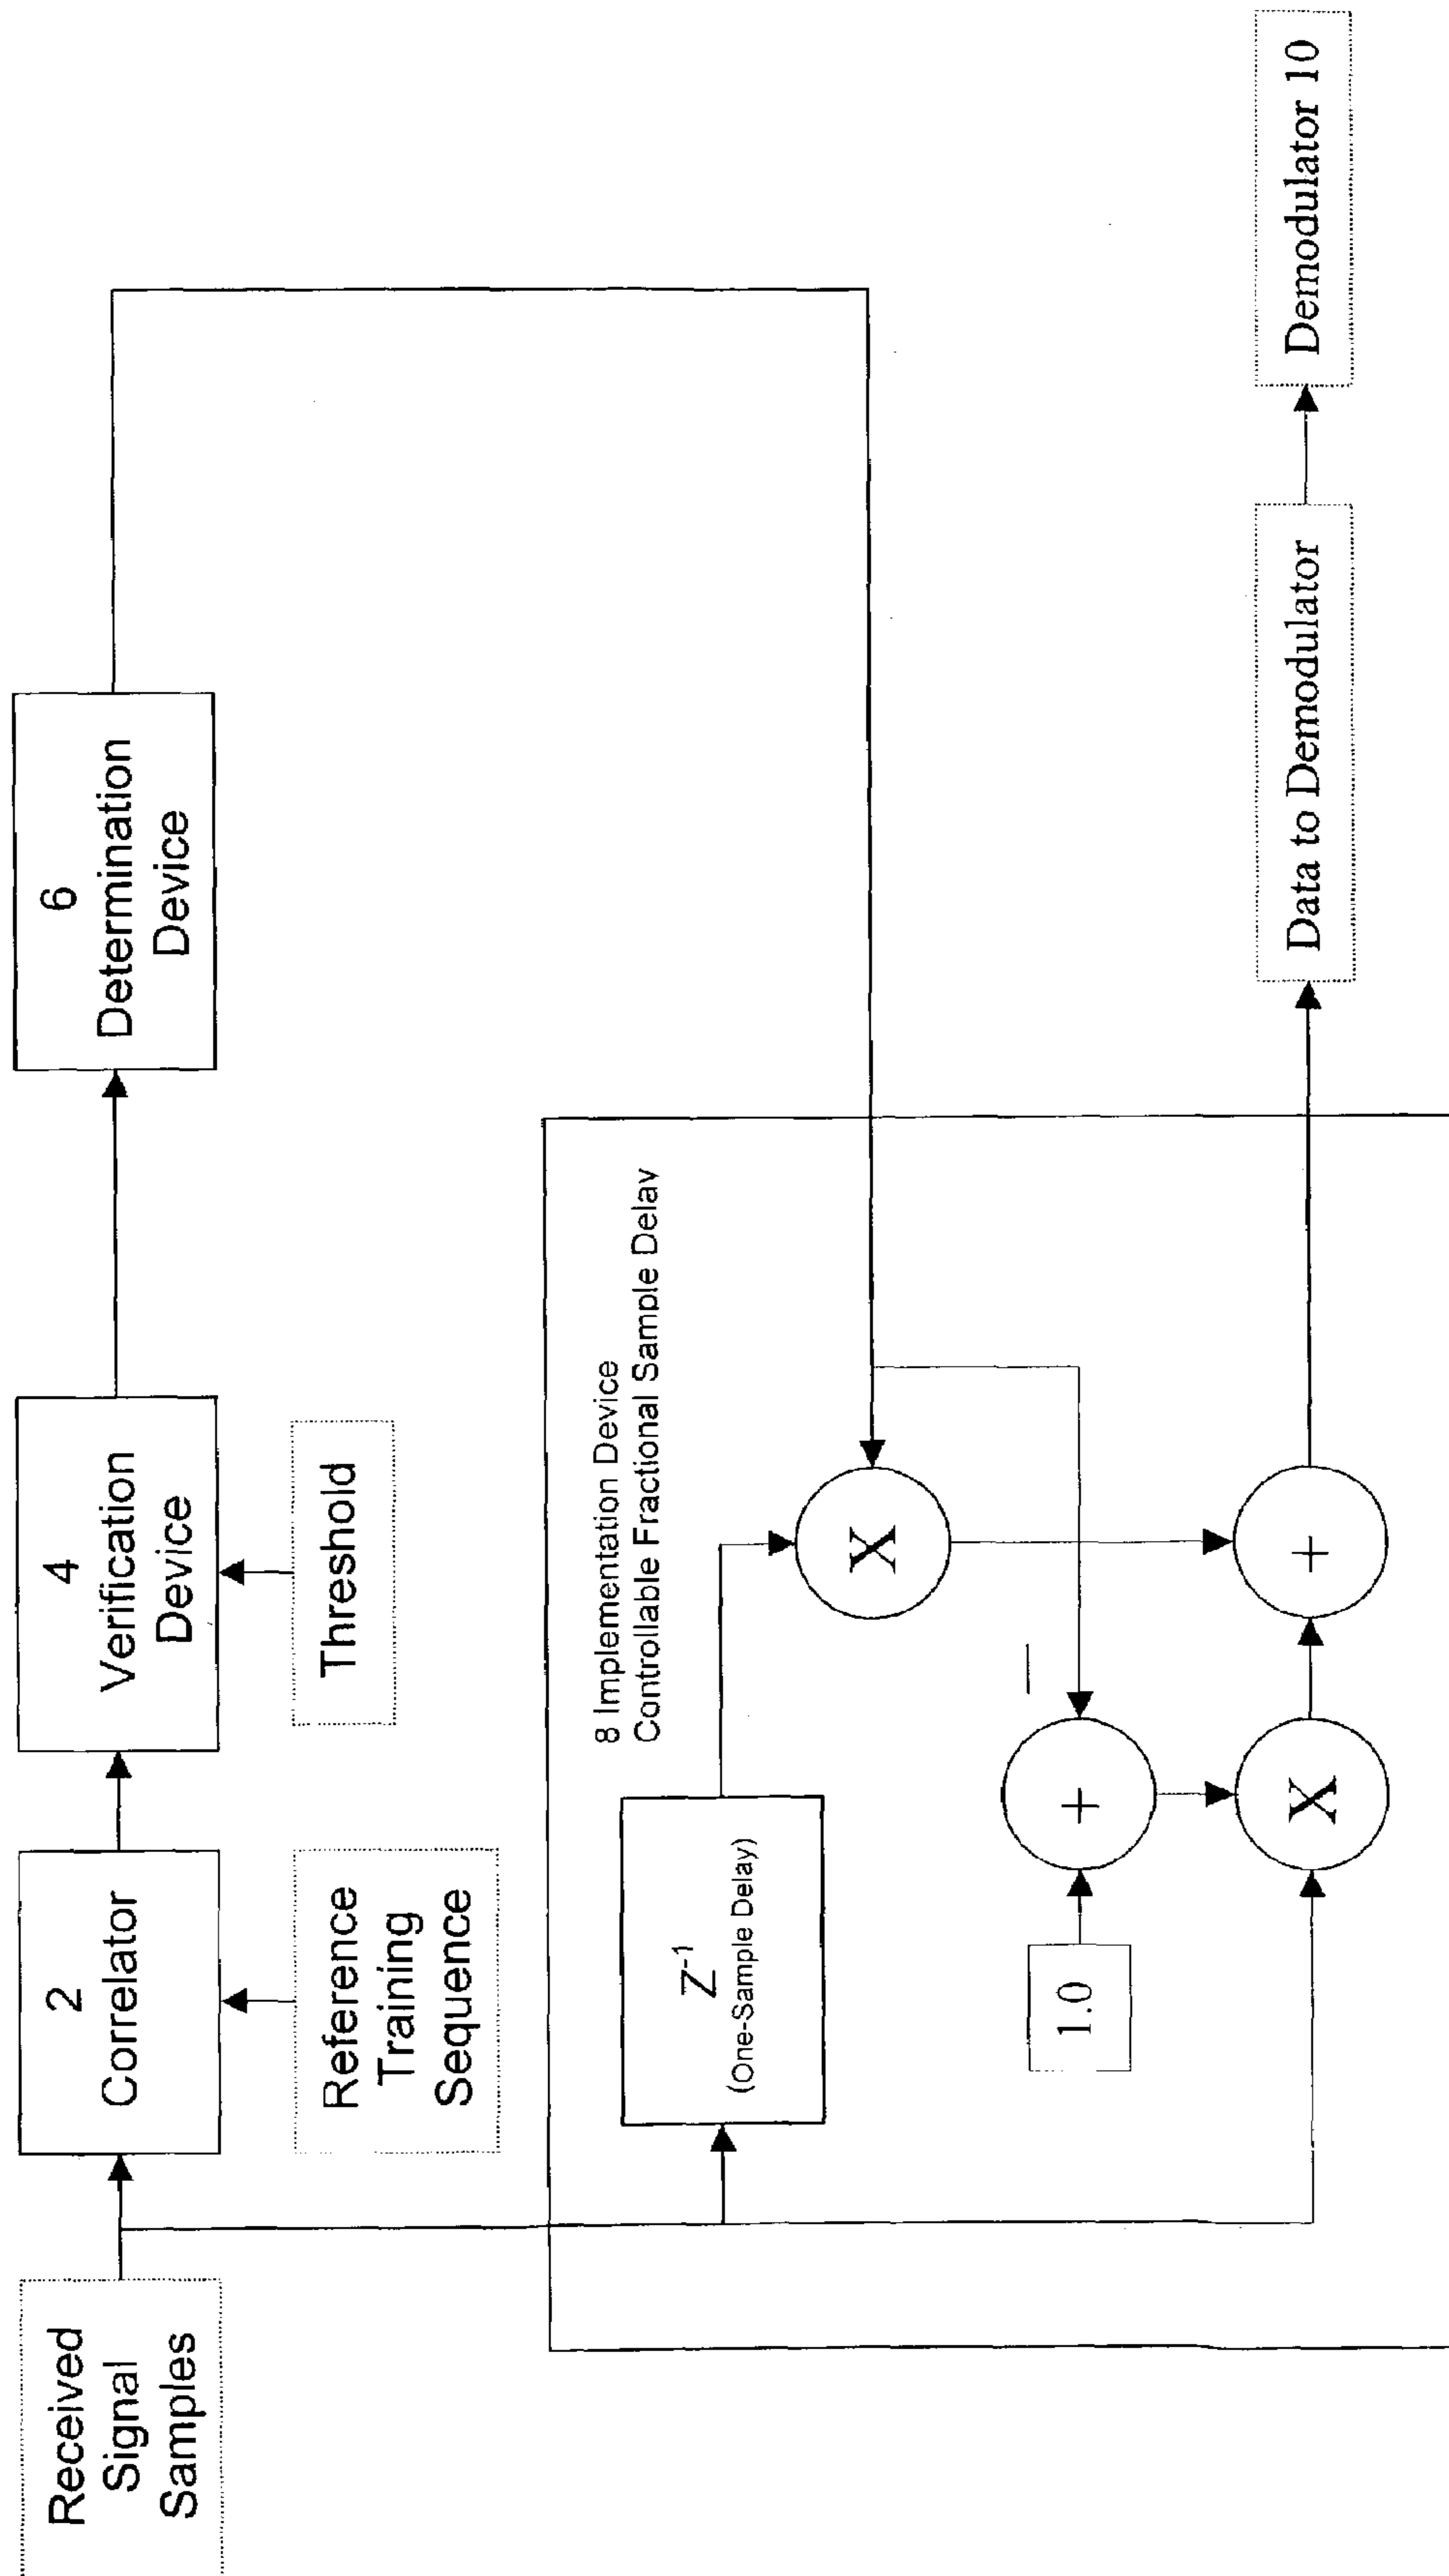 Received
Signal
Samples
2
Correlator
Reference
Training
Sequence
4
Verification
Device
Threshold
6
Determination
Device
8 Implementation Device
Controllable Fractional Sample Delay
Z-1
(One-Sample Delay)
X
1.0
+
−
X
+
Data to Demodulator
Demodulator 10